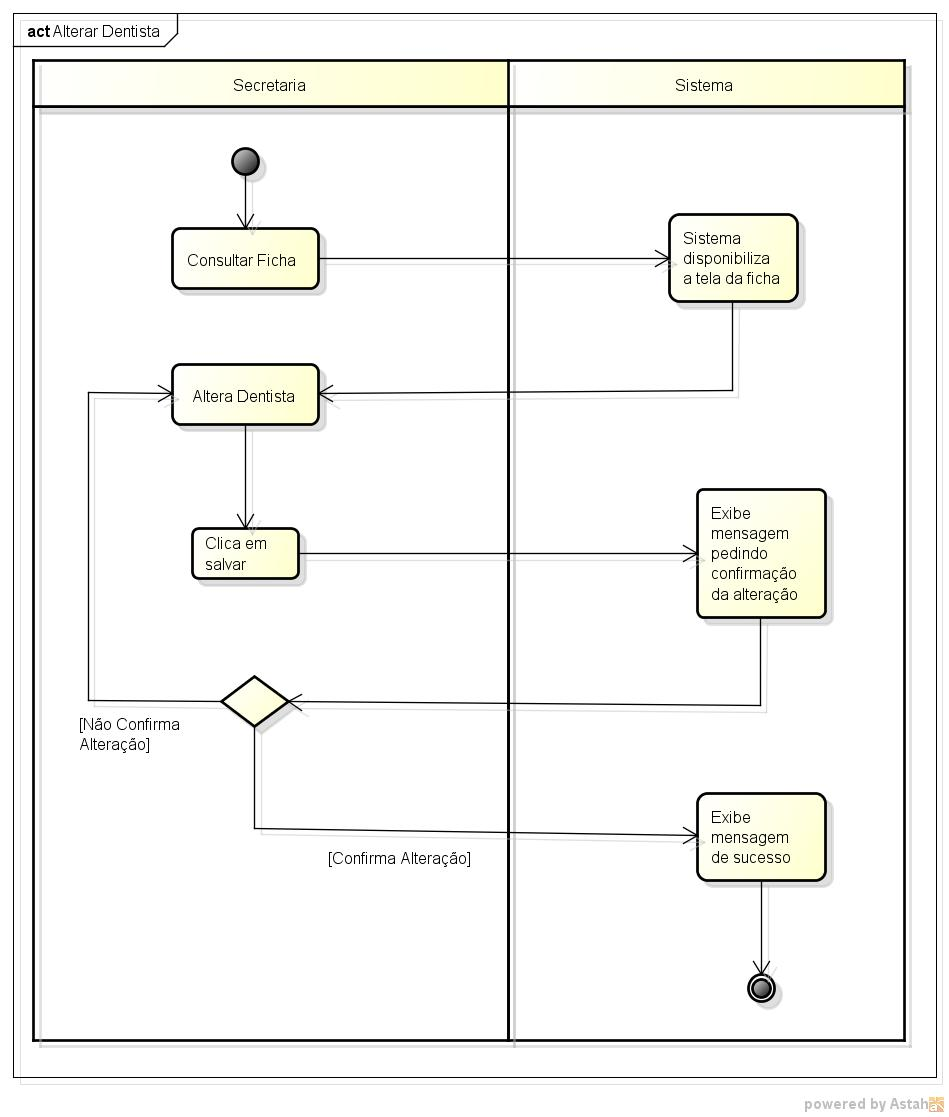 act Alterar Dentista
Secretaria
Sistema
Consultar Ficha
Sistema
disponibiliza
a tela da ficha
Altera Dentista
Clica em
salvar
Exibe
mensagem
pedindo
confirmação
da alteração
[Não Confirma
Alteração]
[Confirma Alteração]
Exibe
mensagem
de sucesso
powered by Astah